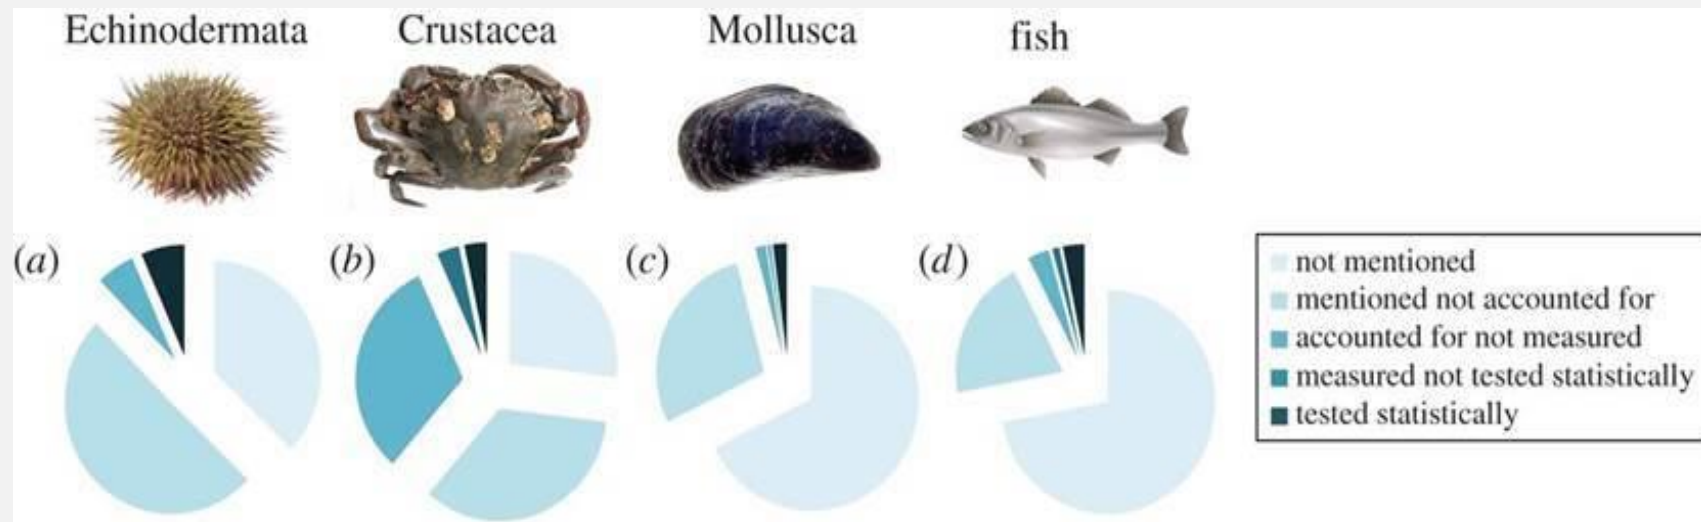 Echinodermata
Crustacea
Mollusca
fish
(a)
(b)
(c)
(d)
not mentioned
mentioned not accounted for
accounted for not measured
measured not tested statistically
tested statistically